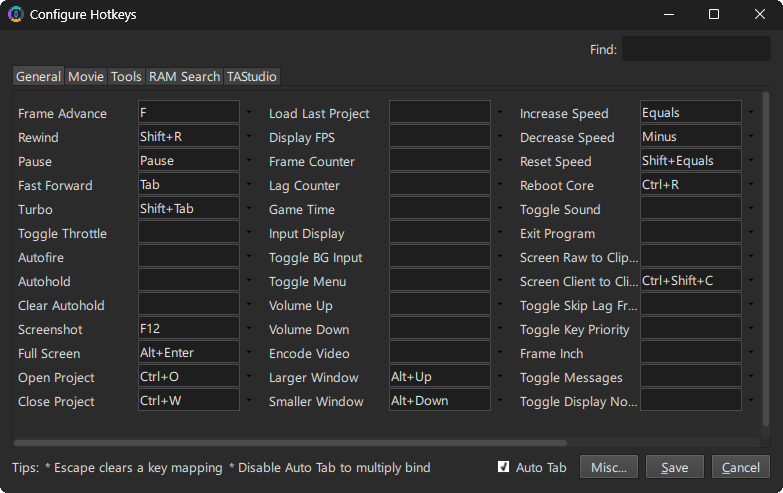 Configure Hotkeys
Find:
General Movie Tools RAM Search TAStudio
Frame Advance F Load Last Project Increase Speed Equals
Rewind Shift+R Display FPS Decrease Speed Minus
Pause Pause Frame Counter Reset Speed Shift+Equals
Fast Forward Tab Lag Counter Reboot Core Ctrl+R
Turbo Shift+Tab Game Time Toggle Sound
Toggle Throttle Input Display Exit Program
Autofire Toggle BG Input Screen Raw to Clip...
Autohold Toggle Menu Screen Client to Cli... Ctrl+Shift+C
Clear Autohold Volume Up Toggle Skip Lag Fr...
Screenshot F12 Volume Down Toggle Key Priority
Full Screen Alt+Enter Encode Video Frame Inch
Open Project Ctrl+O Larger Window Alt+Up Toggle Messages
Close Project Ctrl+W Smaller Window Alt+Down Toggle Display No...
Tips: * Escape clears a key mapping * Disable Auto Tab to multiply bind Auto Tab Misc... Save Cancel